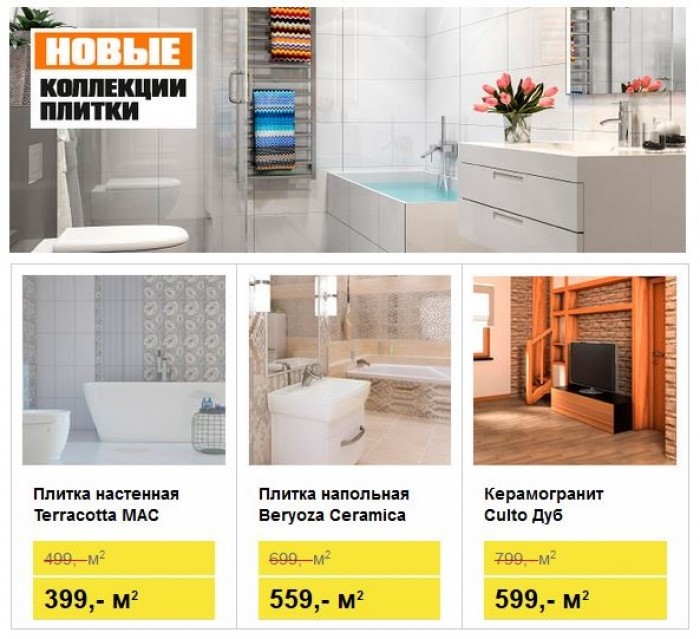 НОВЫЕ
КОЛЛЕКЦИИ
ПЛИТКИ
Плитка настенная
Terracotta МАС
499,- м²
399,- м²
Плитка напольная
Beryoza Ceramica
699,- м²
559,- м²
Керамогранит
Culto Дуб
799,- м²
599,- м²